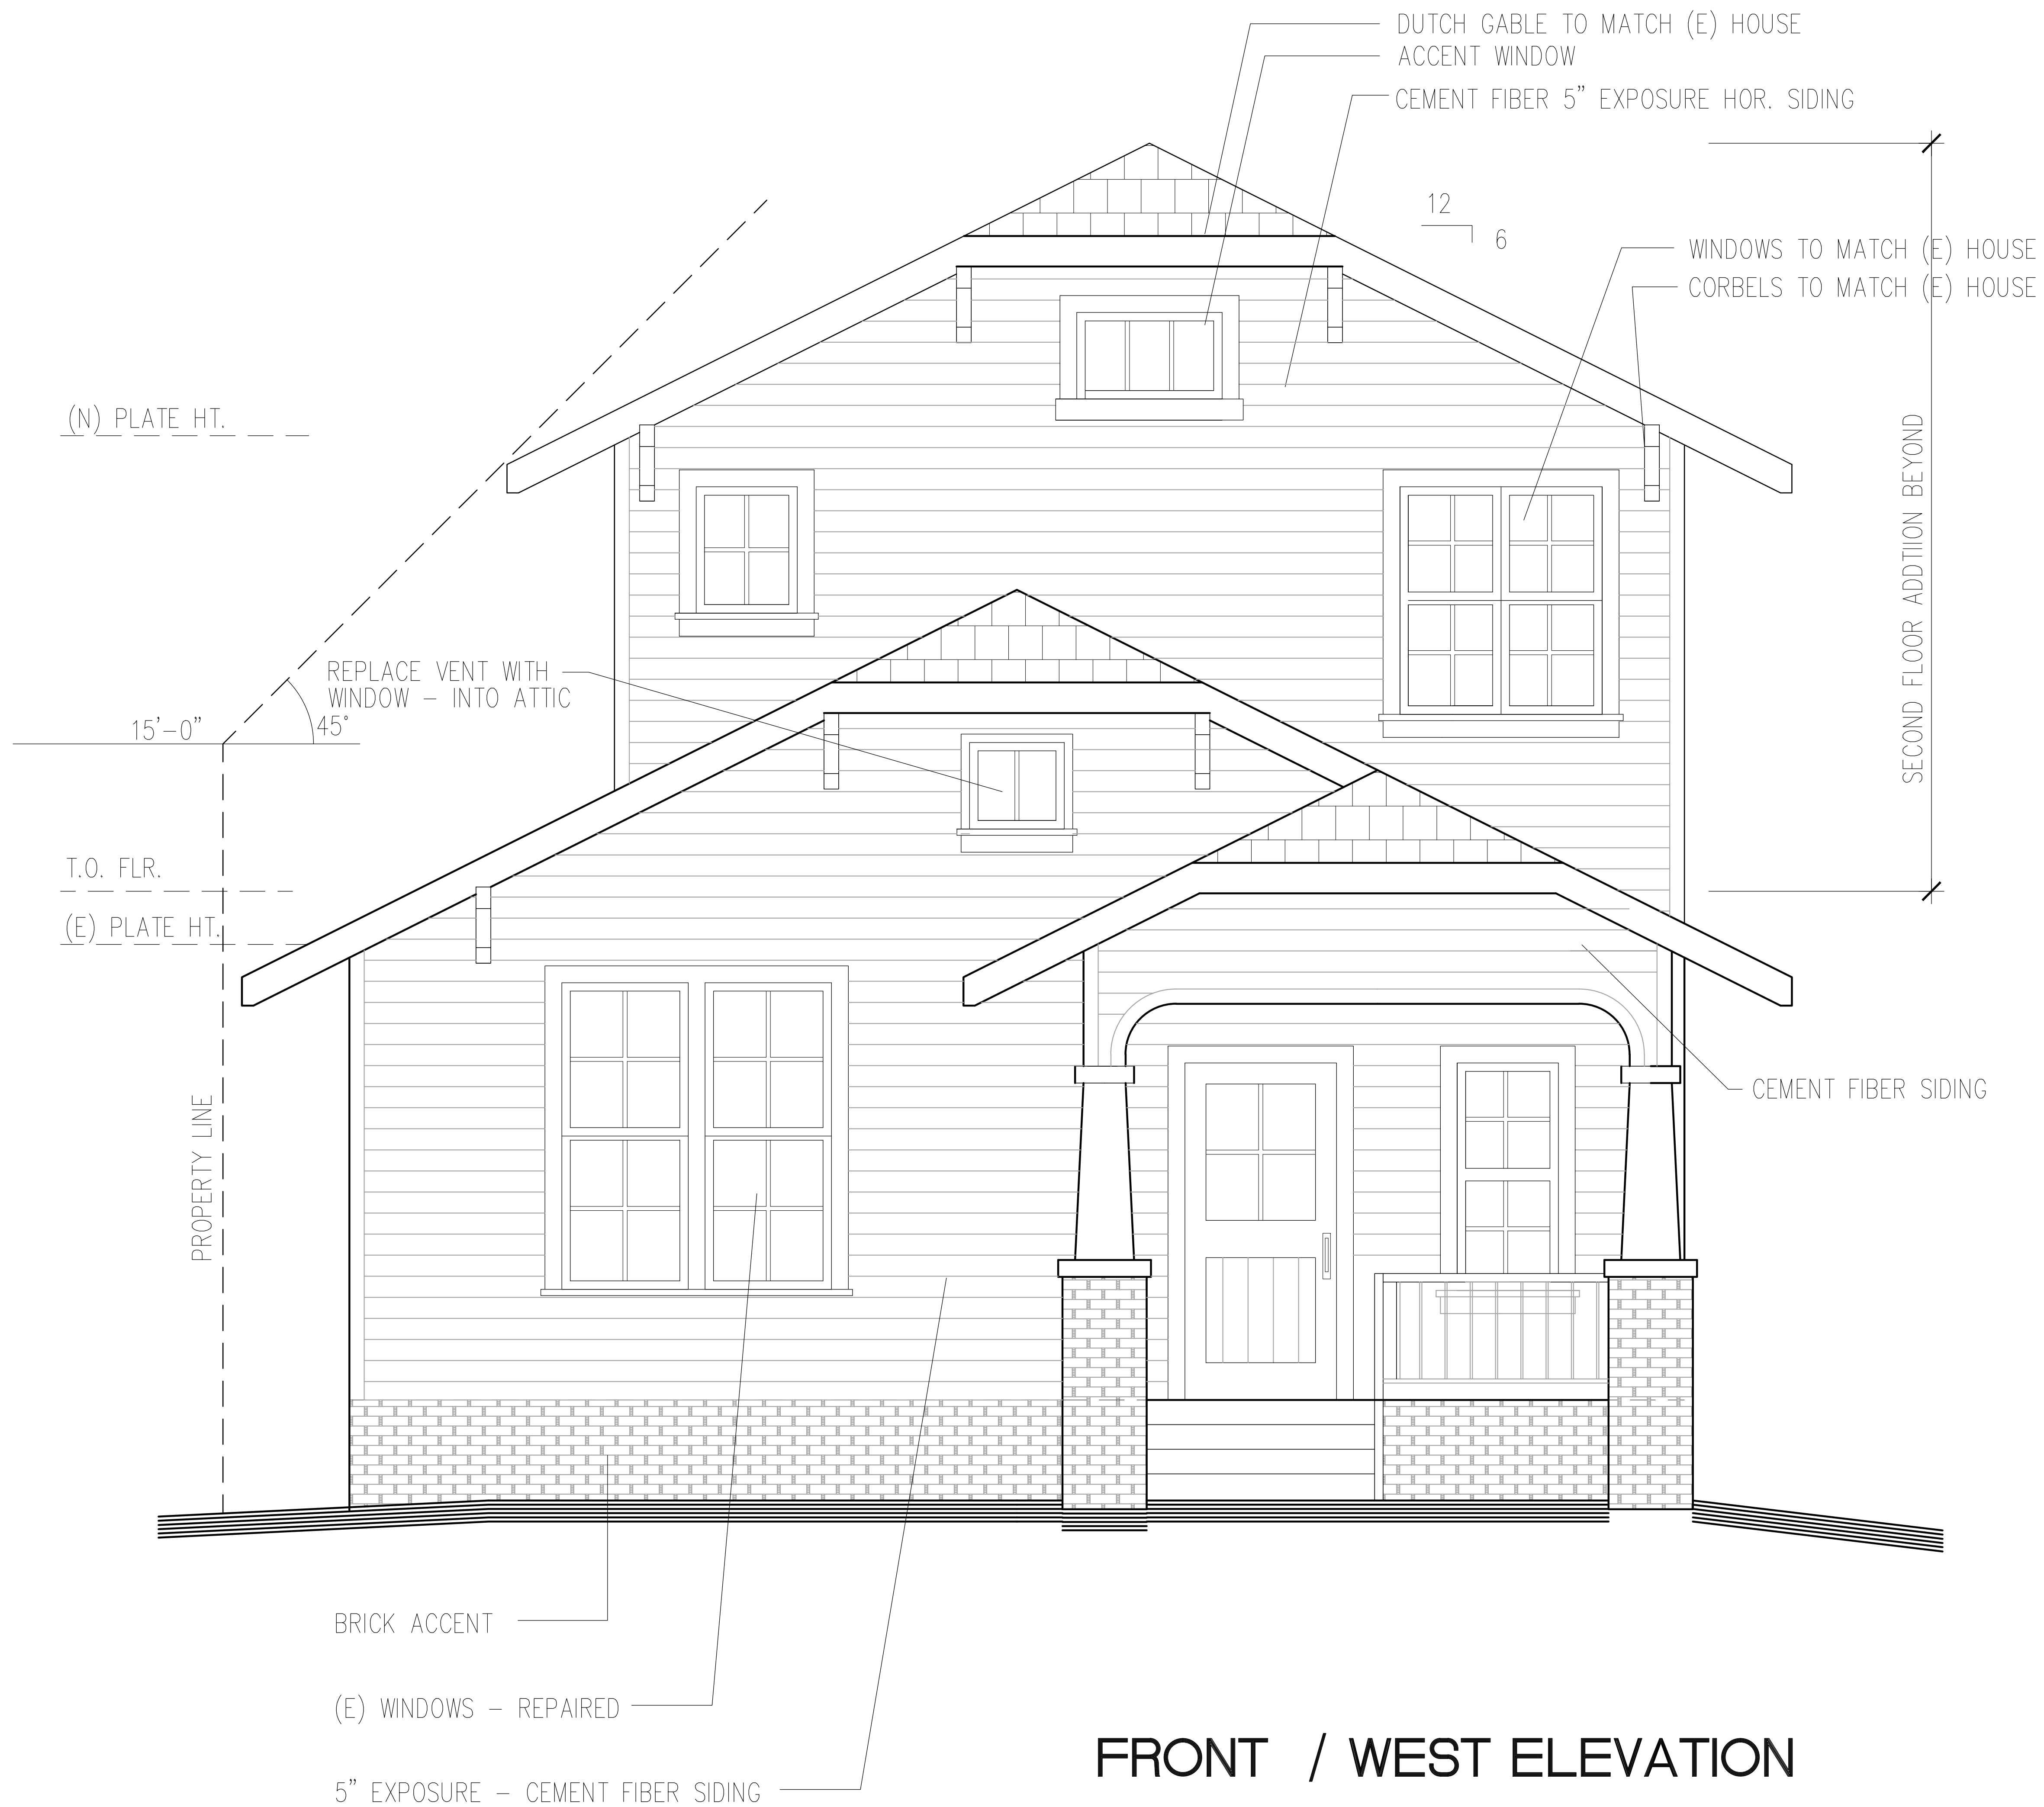 DUTCH GABLE TO MATCH (E) HOUSE
ACCENT WINDOW
CEMENT FIBER 5" EXPOSURE HOR. SIDING
12
6
WINDOWS TO MATCH (E) HOUSE
CORBELS TO MATCH (E) HOUSE
(N) PLATE HT.
SECOND FLOOR ADDTIION BEYOND
REPLACE VENT WITH
WINDOW – INTO ATTIC
15'-0"
45°
T.O. FLR.
(E) PLATE HT.
PROPERTY LINE
CEMENT FIBER SIDING
BRICK ACCENT
(E) WINDOWS – REPAIRED
5" EXPOSURE – CEMENT FIBER SIDING
FRONT / WEST ELEVATION